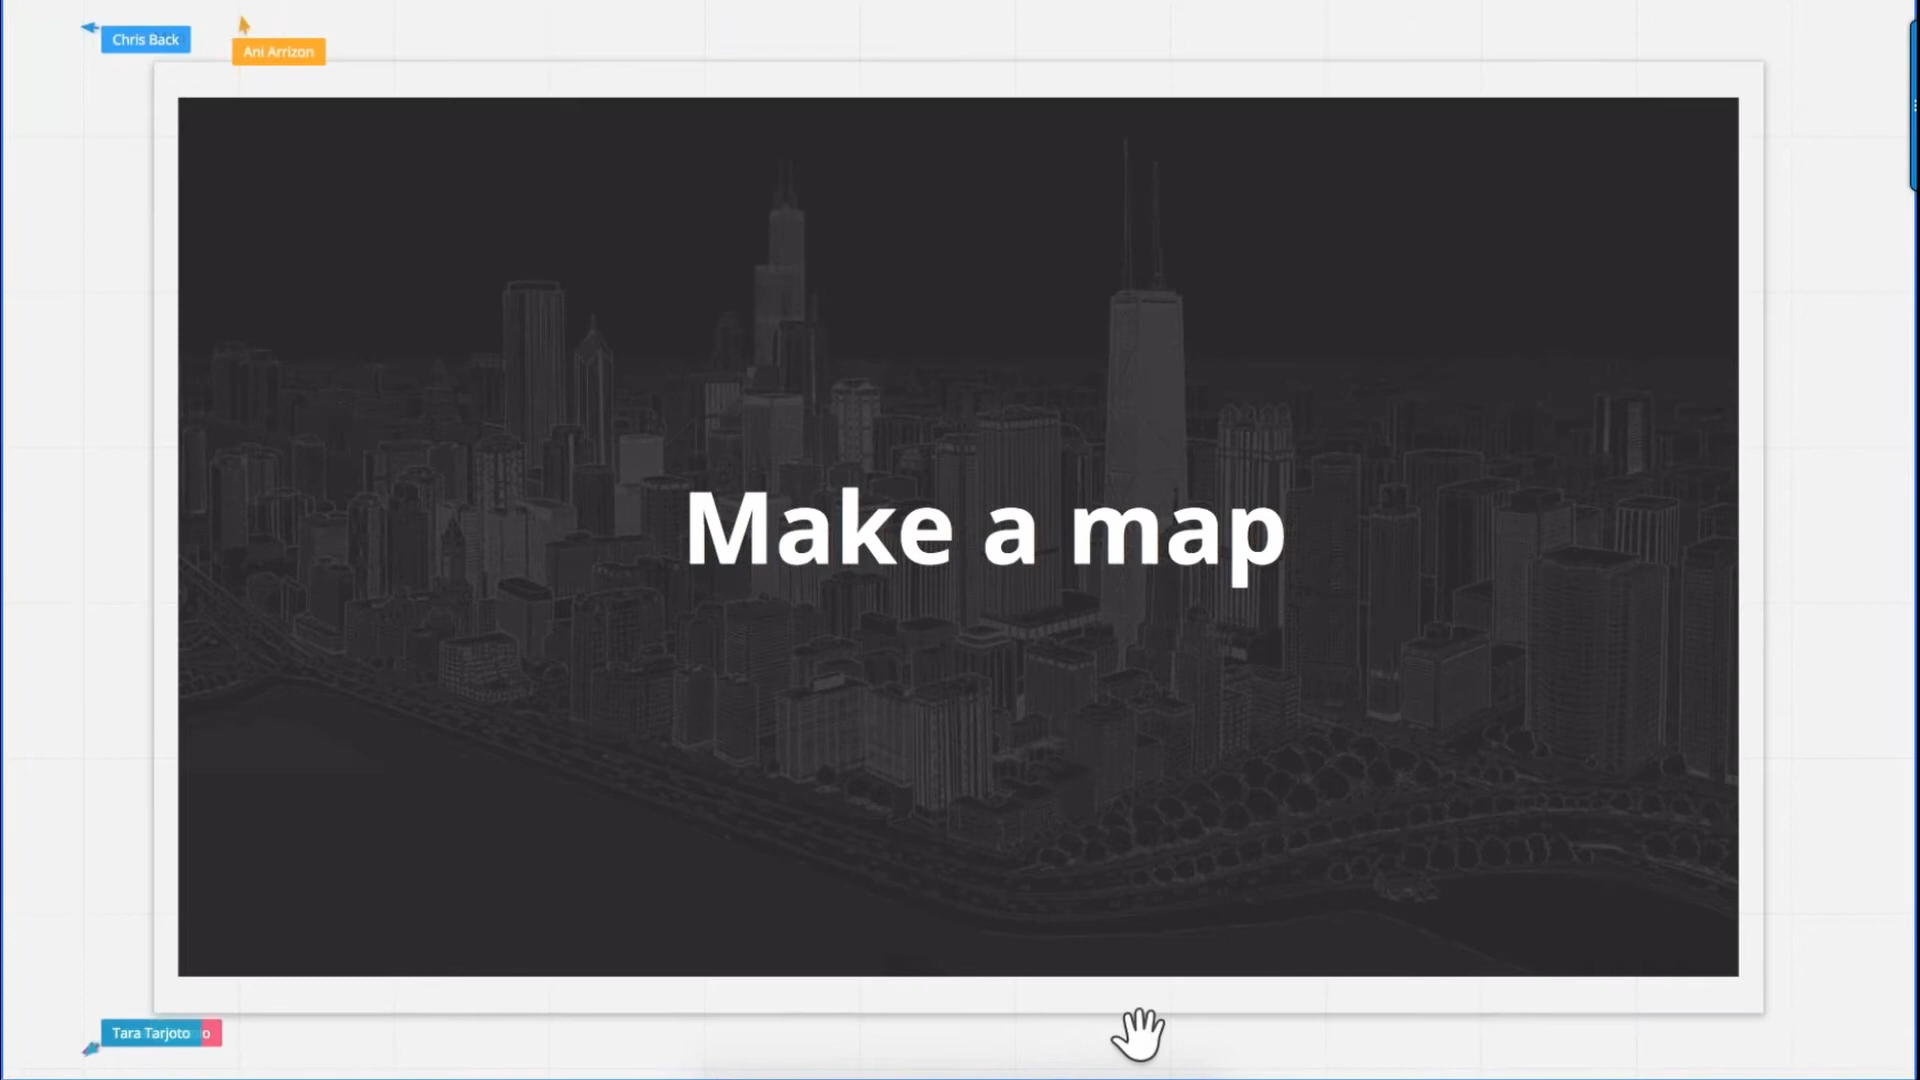 Chris Back
Ani Arrizon
Make a map
Tara Tarjoto
o